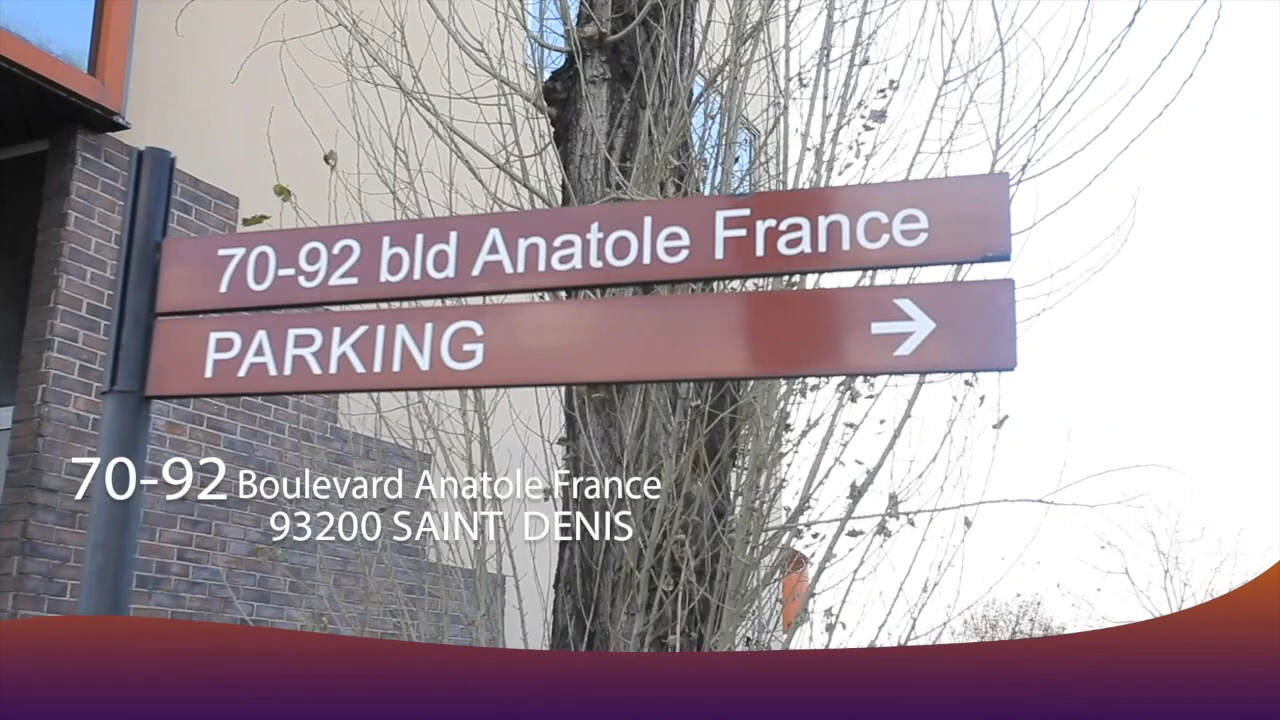 70-92 bld Anatole France
PARKING →
70-92 Boulevard Anatole France
93200 SAINT DENIS